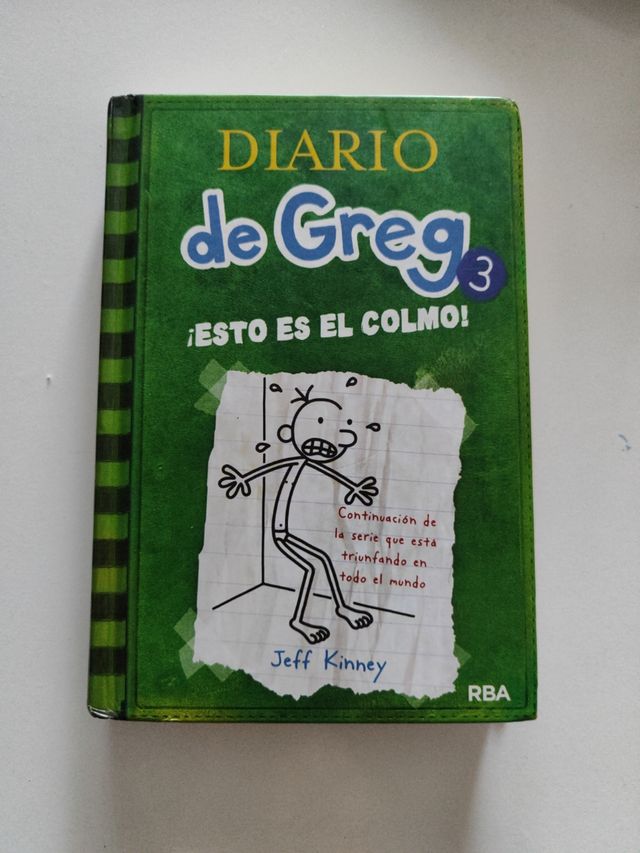 DIARIO
de Greg 3
¡ESTO ES EL COLMO!
Continuación de
la serie que está
triunfando en
todo el mundo
Jeff Kinney
RBA